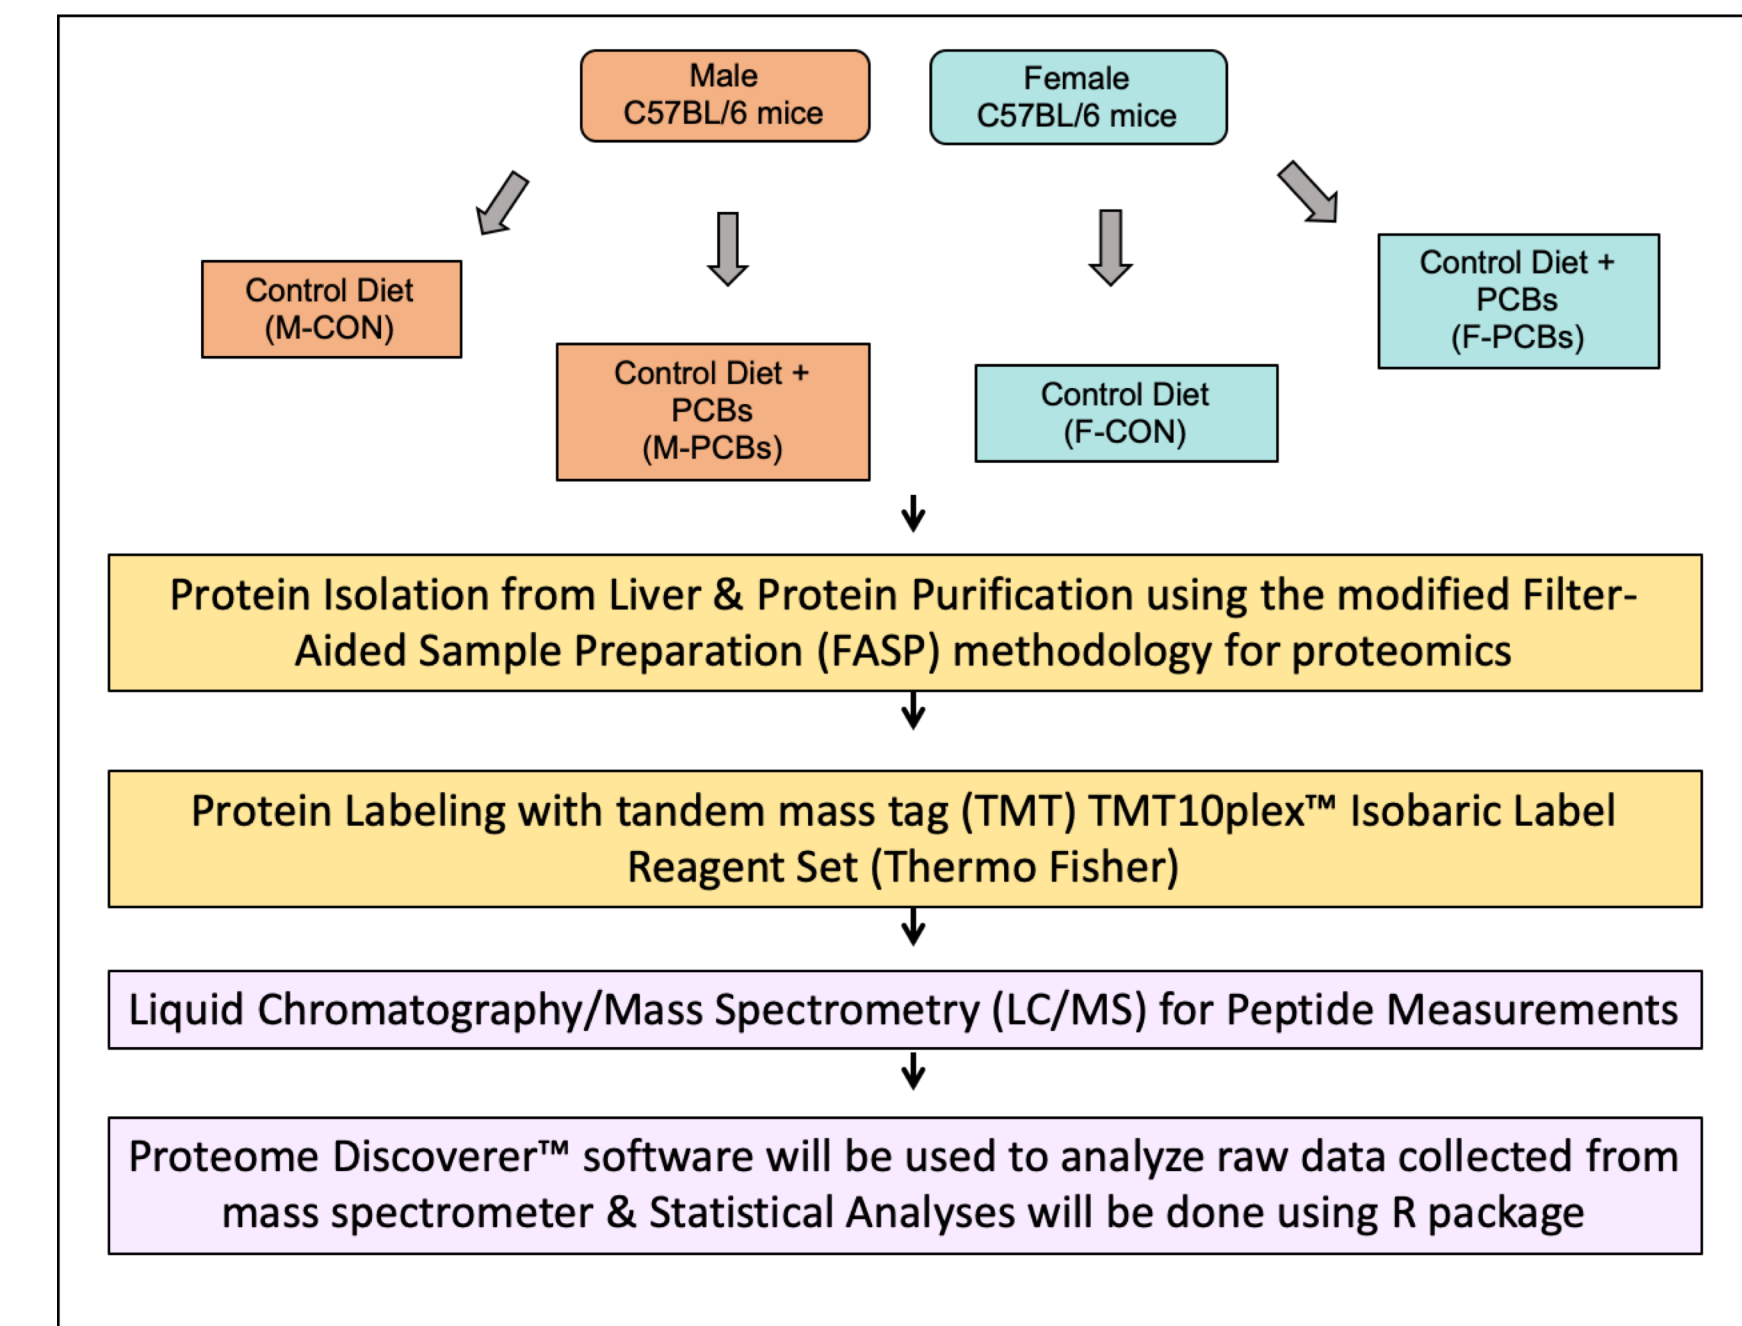 Male
C57BL/6 mice
Female
C57BL/6 mice
Control Diet
(M-CON)
Control Diet +
PCBs
(M-PCBs)
Control Diet
(F-CON)
Control Diet +
PCBs
(F-PCBs)
Protein Isolation from Liver & Protein Purification using the modified Filter-
Aided Sample Preparation (FASP) methodology for proteomics
Protein Labeling with tandem mass tag (TMT) TMT10plex™ Isobaric Label
Reagent Set (Thermo Fisher)
Liquid Chromatography/Mass Spectrometry (LC/MS) for Peptide Measurements
Proteome Discoverer™ software will be used to analyze raw data collected from
mass spectrometer & Statistical Analyses will be done using R package